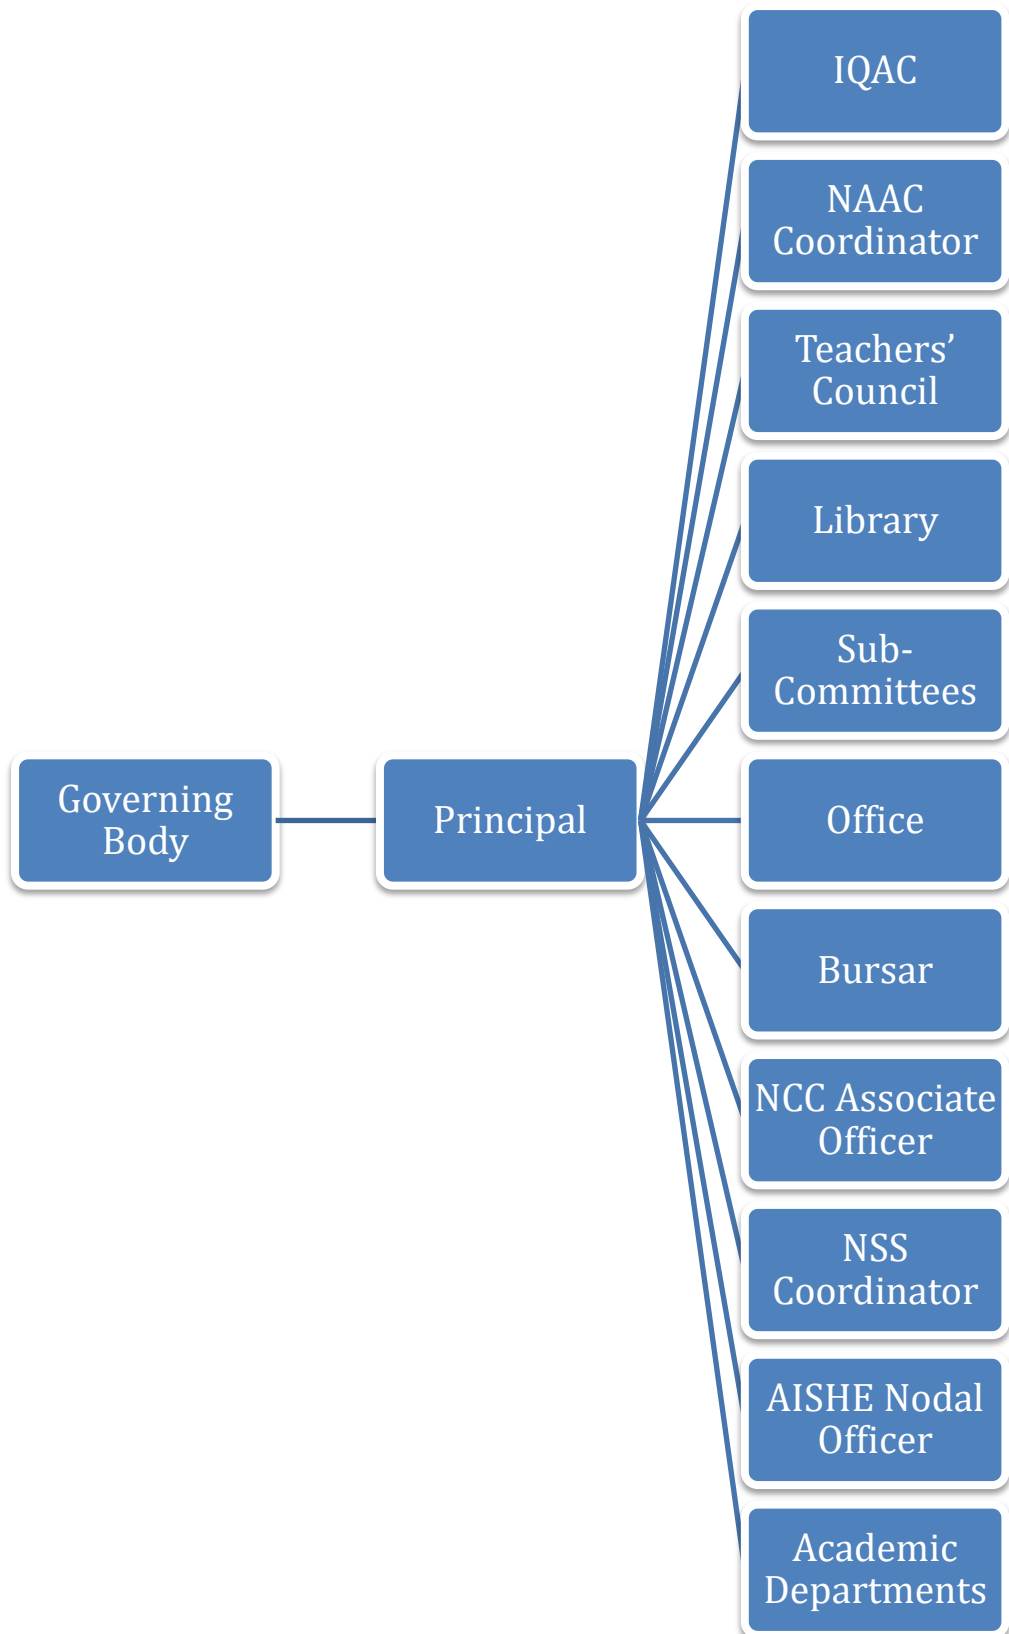 IQAC
NAAC
Coordinator
Teachers’
Council
Library
Sub-
Committees
Governing
Body
Principal
Office
Bursar
NCC Associate
Officer
NSS
Coordinator
AISHE Nodal
Officer
Academic
Departments